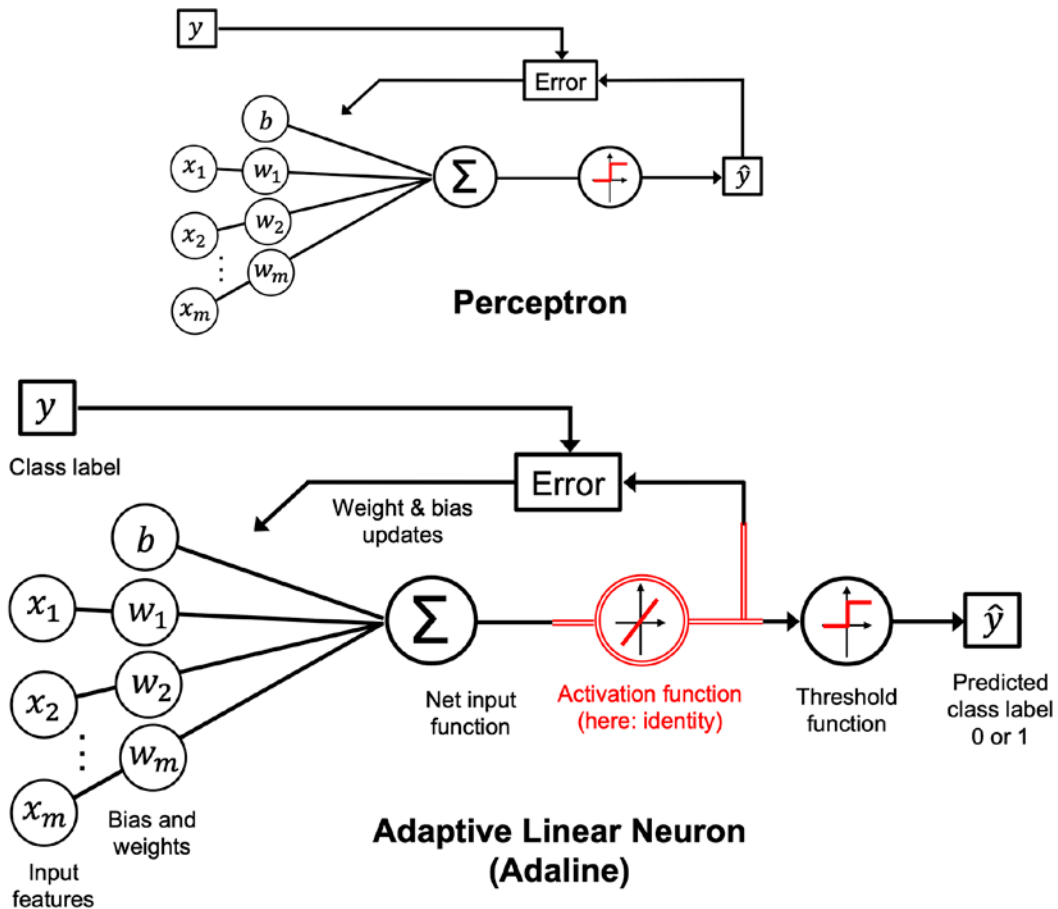 y
Error
b
x₁
w₁
Σ
ŷ
x₂
w₂
⋮
wₘ
xₘ
Perceptron
y
Class label
Error
Weight & bias
updates
b
x₁
w₁
Σ
ŷ
x₂
w₂
Net input
function
Activation function
(here: identity)
Threshold
function
Predicted
class label
0 or 1
⋮
wₘ
xₘ
Bias and
weights
Input
features
Adaptive Linear Neuron
(Adaline)